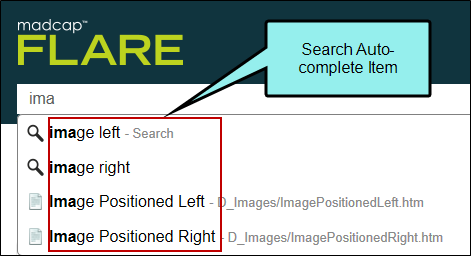 madcap™
FLARE
Search Auto-
complete Item
ima
image left - Search
image right
Image Positioned Left - D_Images/ImagePositionedLeft.htm
Image Positioned Right - D_Images/ImagePositionedRight.htm